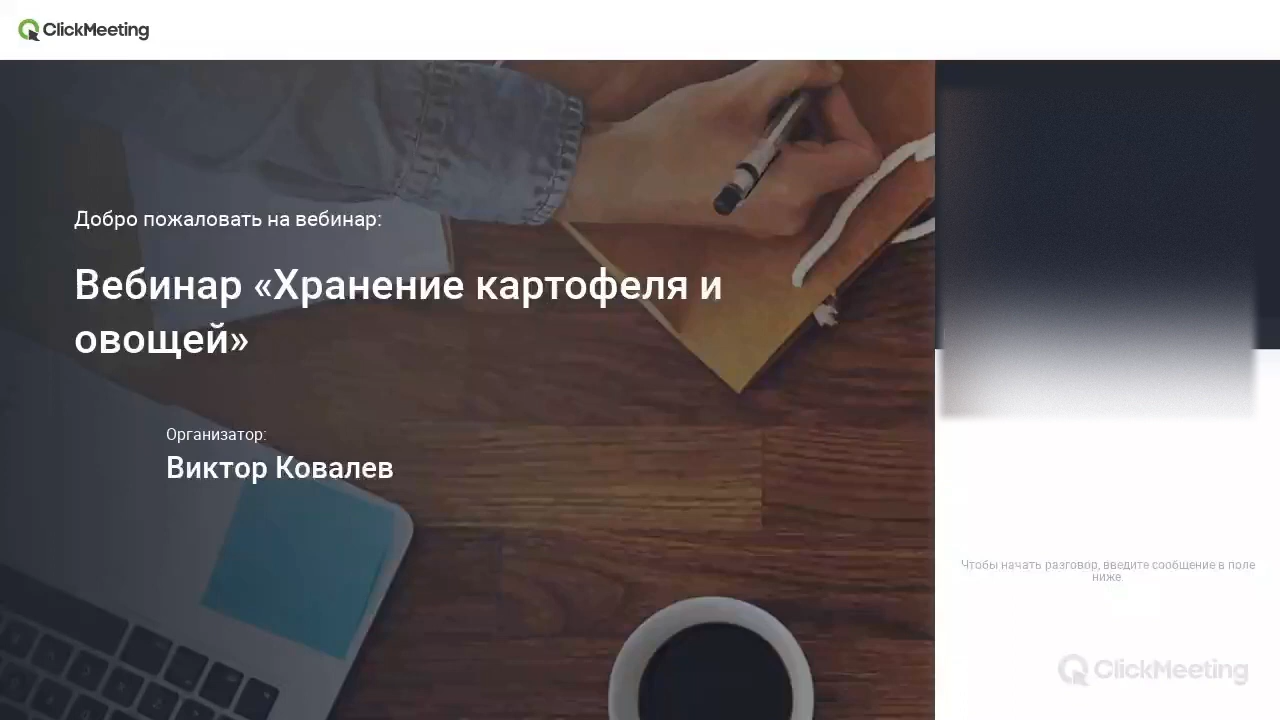 ClickMeeting
Добро пожаловать на вебинар:
Вебинар «Хранение картофеля и
овощей»
Организатор:
Виктор Ковалев
Чтобы начать разговор, введите сообщение в поле
ниже.
ClickMeeting